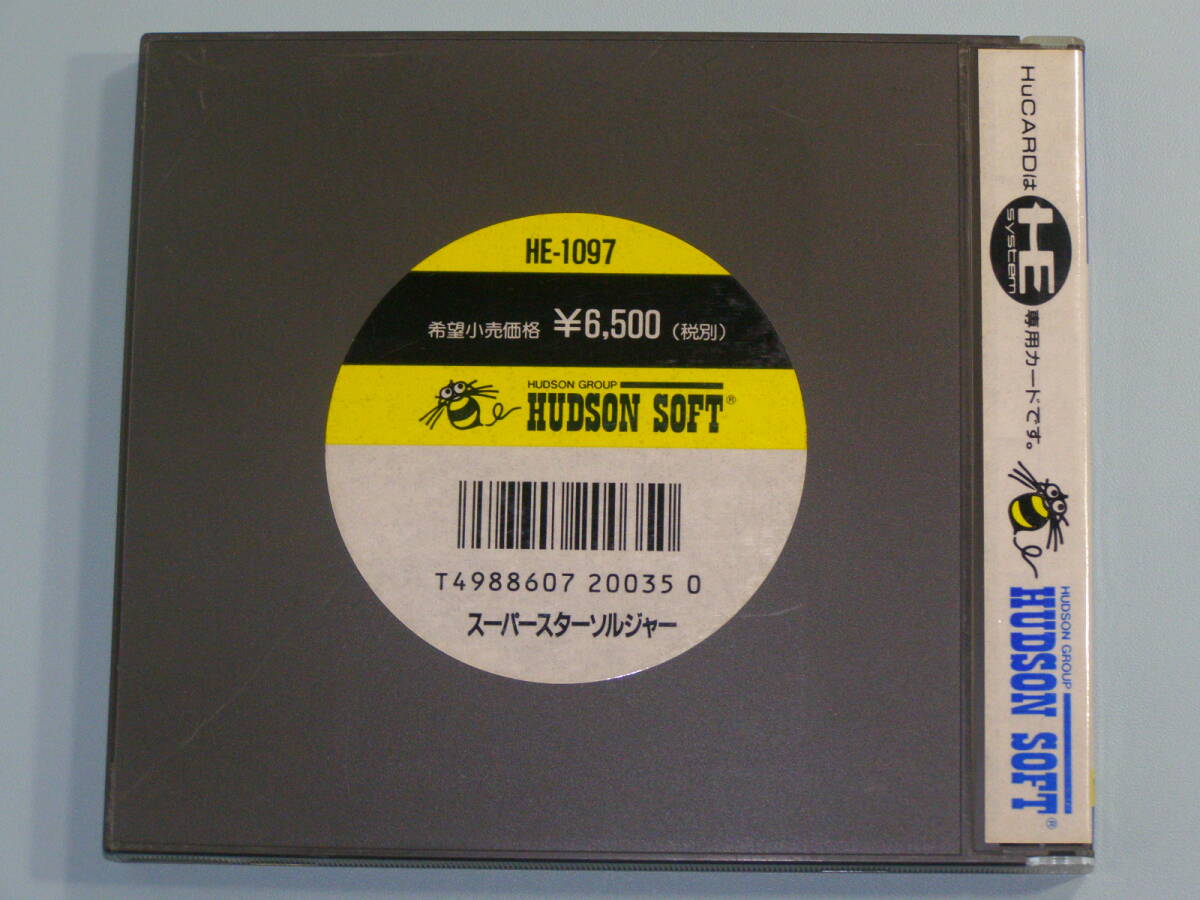 HE-1097
希望小売価格 ¥6,500 (税別)
HUDSON GROUP
HUDSON SOFT®
T4988607 20035 0
スーパースターソルジャー
HuCARDは HE system 専用カードです。
HUDSON GROUP
HUDSON SOFT®